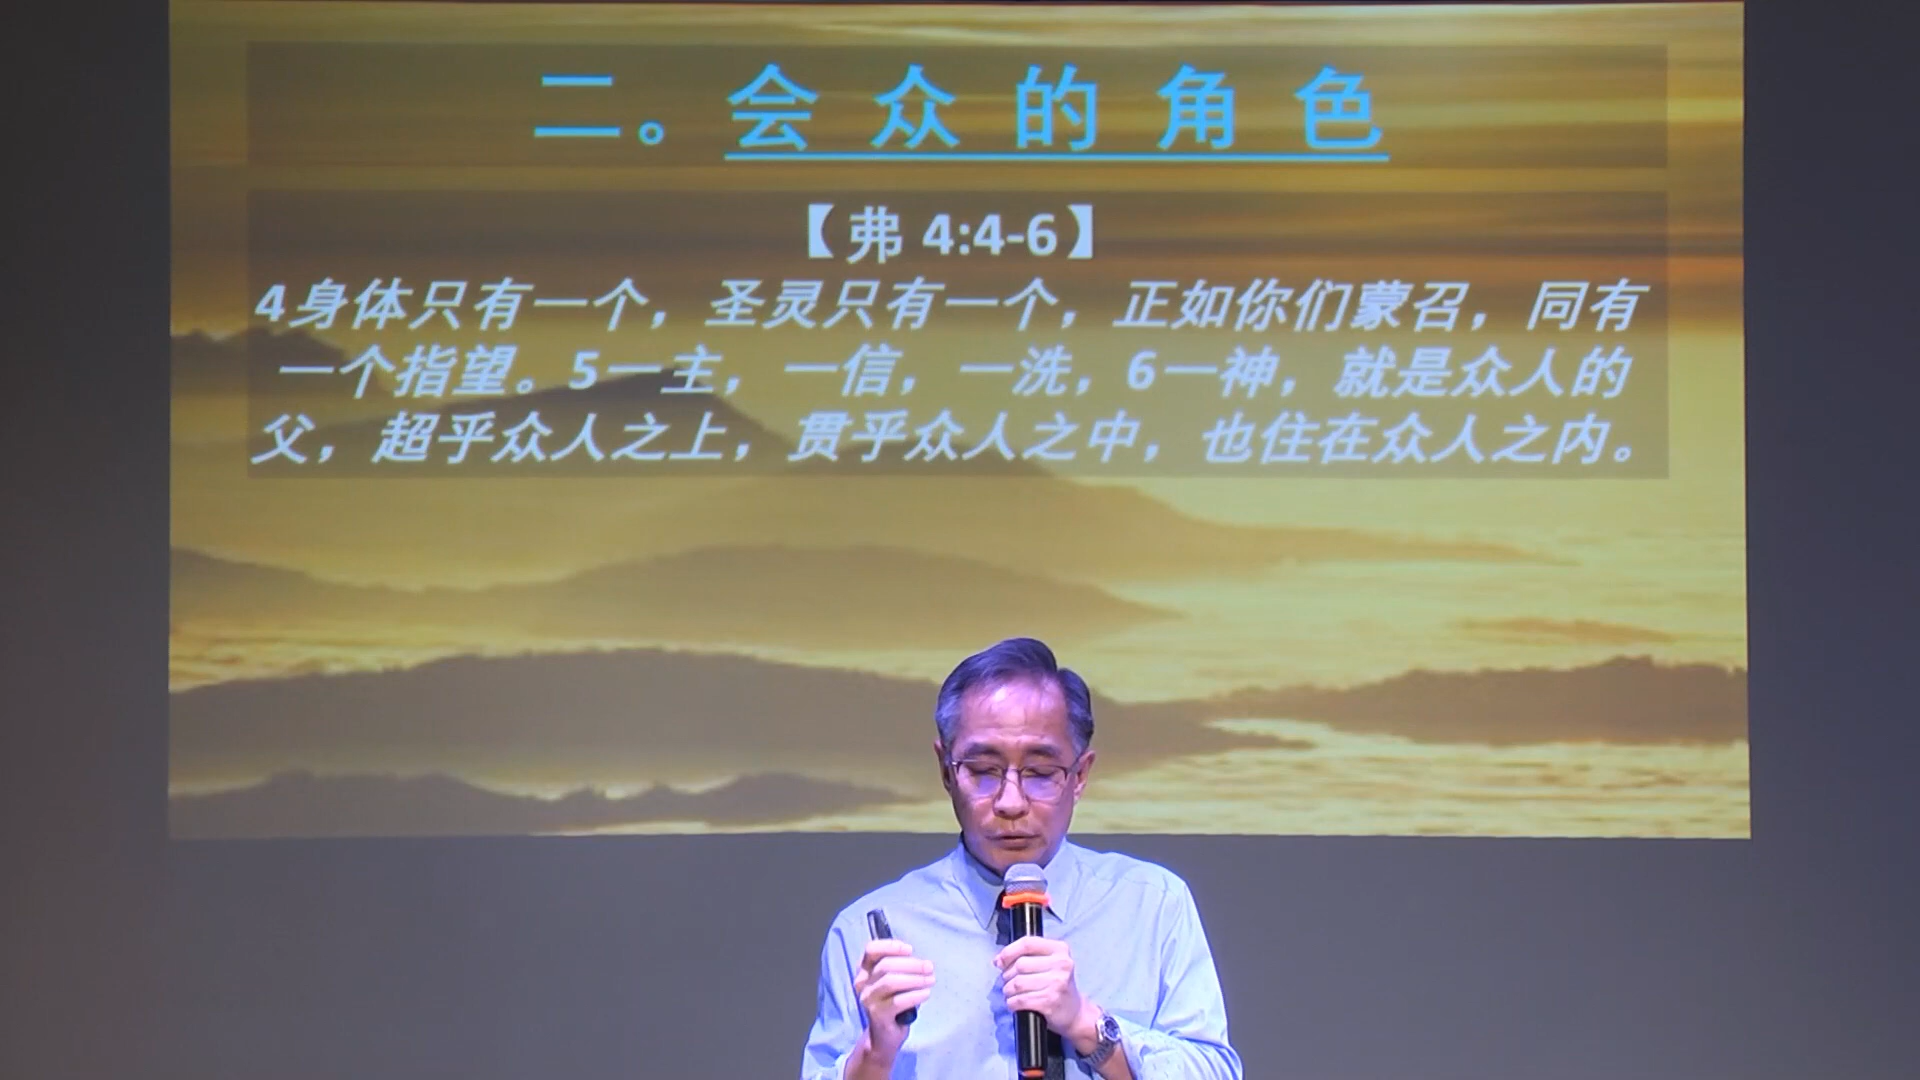 二。会众的角色
【弗 4:4-6】
4身体只有一个，圣灵只有一个，正如你们蒙召，同有
一个指望。5一主，一信，一洗，6一神，就是众人的
父，超乎众人之上，贯乎众人之中，也住在众人之内。